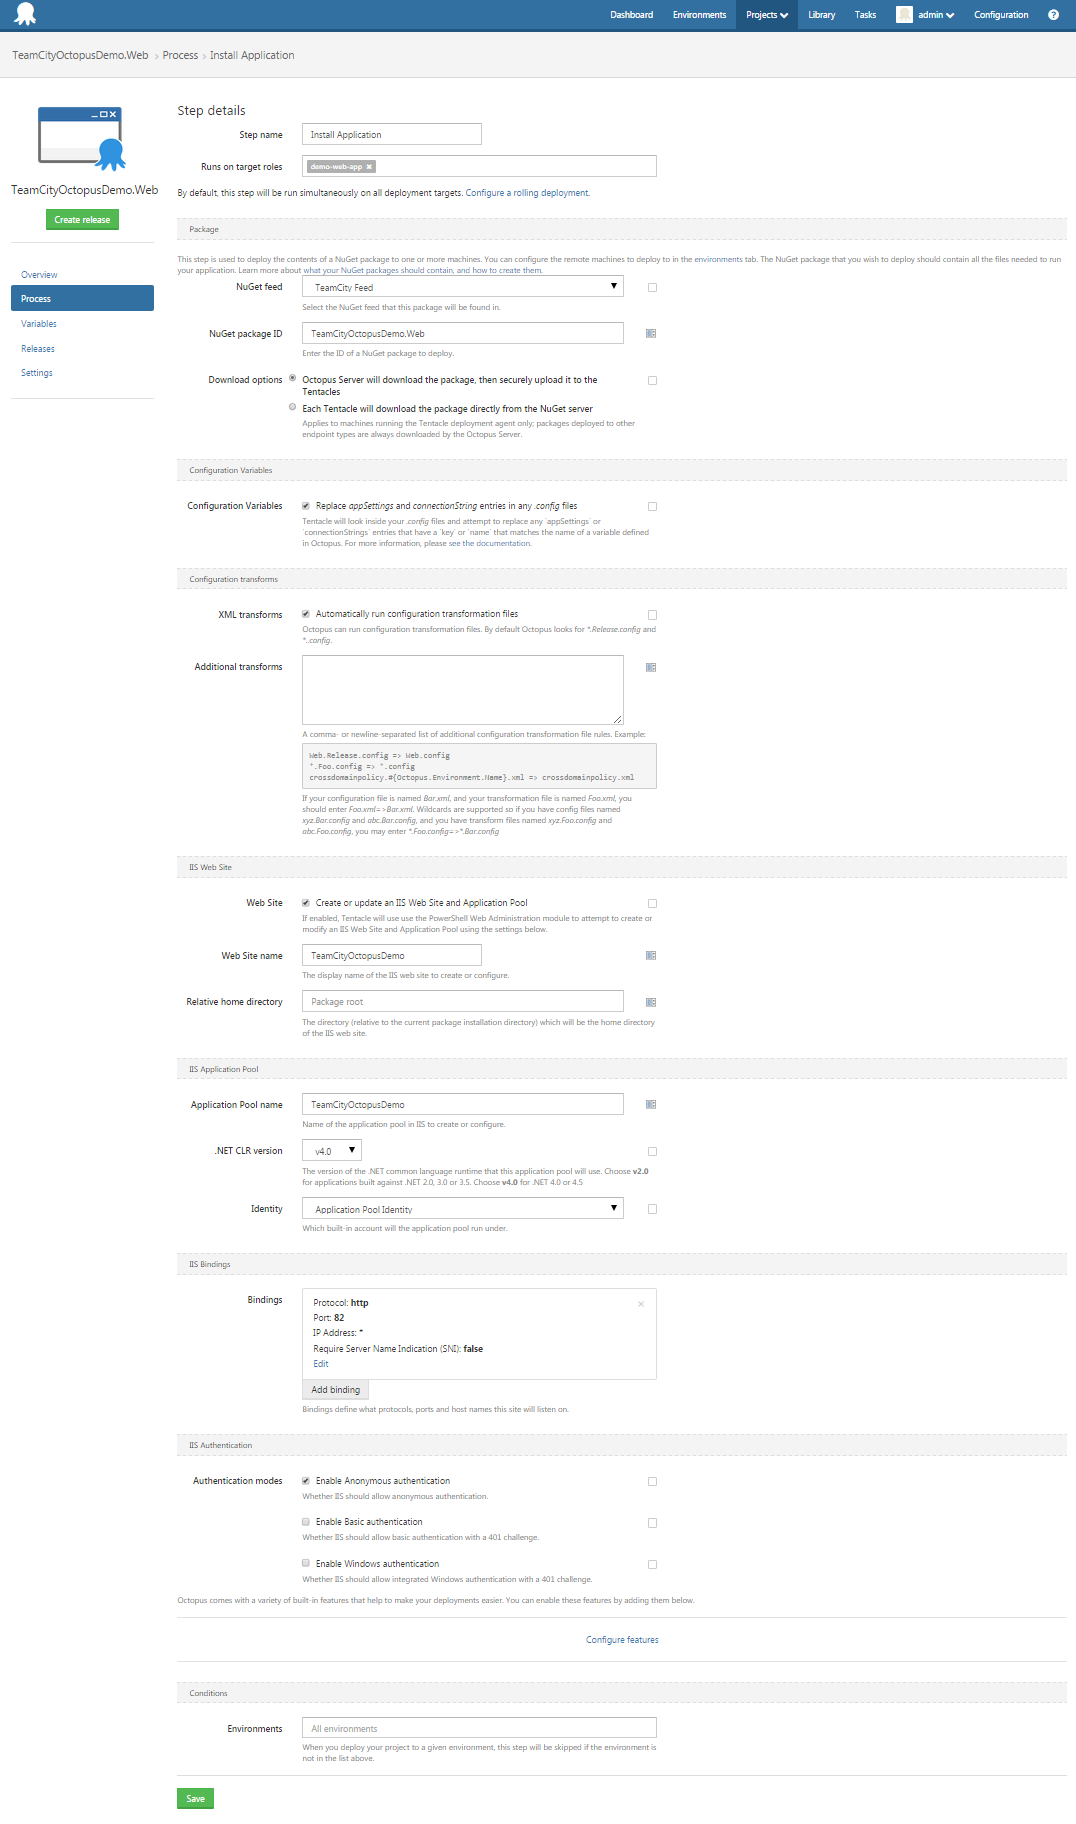 Dashboard Environments Projects Library Tasks admin Configuration ?
TeamCityOctopusDemo.Web › Process › Install Application
TeamCityOctopusDemo.Web
Create release
Overview
Process
Variables
Releases
Settings
Step details
Step name Install Application
Runs on target roles demo-web-app ×
By default, this step will be run simultaneously on all deployment targets. Configure a rolling deployment.
Package
This step is used to deploy the contents of a NuGet package to one or more machines. You can configure the remote machines to deploy to in the environments tab. The NuGet package that you wish to deploy should contain all the files needed to run
your application. Learn more about what your NuGet packages should contain, and how to create them.
NuGet feed TeamCity Feed
Select the NuGet feed that this package will be found in.
NuGet package ID TeamCityOctopusDemo.Web
Enter the ID of a NuGet package to deploy.
Download options Octopus Server will download the package, then securely upload it to the
Tentacles
Each Tentacle will download the package directly from the NuGet server
Applies to machines running the Tentacle deployment agent only; packages deployed to other
endpoint types are always downloaded by the Octopus Server.
Configuration Variables
Configuration Variables Replace appSettings and connectionString entries in any .config files
Tentacle will look inside your .config files and attempt to replace any `appSettings` or
`connectionStrings` entries that have a `key` or `name` that matches the name of a variable defined
in Octopus. For more information, please see the documentation.
Configuration transforms
XML transforms Automatically run configuration transformation files
Octopus can run configuration transformation files. By default Octopus looks for *.Release.config and
*..config.
Additional transforms
A comma- or newline-separated list of additional configuration transformation file rules. Example:
Web.Release.config => Web.config
*.Foo.config => *.config
crossdomainpolicy.#{Octopus.Environment.Name}.xml => crossdomainpolicy.xml
If your configuration file is named Bar.xml, and your transformation file is named Foo.xml, you
should enter Foo.xml=>Bar.xml. Wildcards are supported so if you have config files named
xyz.Bar.config and abc.Bar.config, and you have transform files named xyz.Foo.config and
abc.Foo.config, you may enter *.Foo.config=>*.Bar.config
IIS Web Site
Web Site Create or update an IIS Web Site and Application Pool
If enabled, Tentacle will use use the PowerShell Web Administration module to attempt to create or
modify an IIS Web Site and Application Pool using the settings below.
Web Site name TeamCityOctopusDemo
The display name of the IIS web site to create or configure.
Relative home directory Package root
The directory (relative to the current package installation directory) which will be the home directory
of the IIS web site.
IIS Application Pool
Application Pool name TeamCityOctopusDemo
Name of the application pool in IIS to create or configure.
.NET CLR version v4.0
The version of the .NET common language runtime that this application pool will use. Choose v2.0
for applications built against .NET 2.0, 3.0 or 3.5. Choose v4.0 for .NET 4.0 or 4.5
Identity Application Pool Identity
Which built-in account will the application pool run under.
IIS Bindings
Bindings Protocol: http ×
Port: 82
IP Address: *
Require Server Name Indication (SNI): false
Edit
Add binding
Bindings define what protocols, ports and host names this site will listen on.
IIS Authentication
Authentication modes Enable Anonymous authentication
Whether IIS should allow anonymous authentication.
Enable Basic authentication
Whether IIS should allow basic authentication with a 401 challenge.
Enable Windows authentication
Whether IIS should allow integrated Windows authentication with a 401 challenge.
Octopus comes with a variety of built-in features that help to make your deployments easier. You can enable these features by adding them below.
Configure features
Conditions
Environments All environments
When you deploy your project to a given environment, this step will be skipped if the environment is
not in the list above.
Save